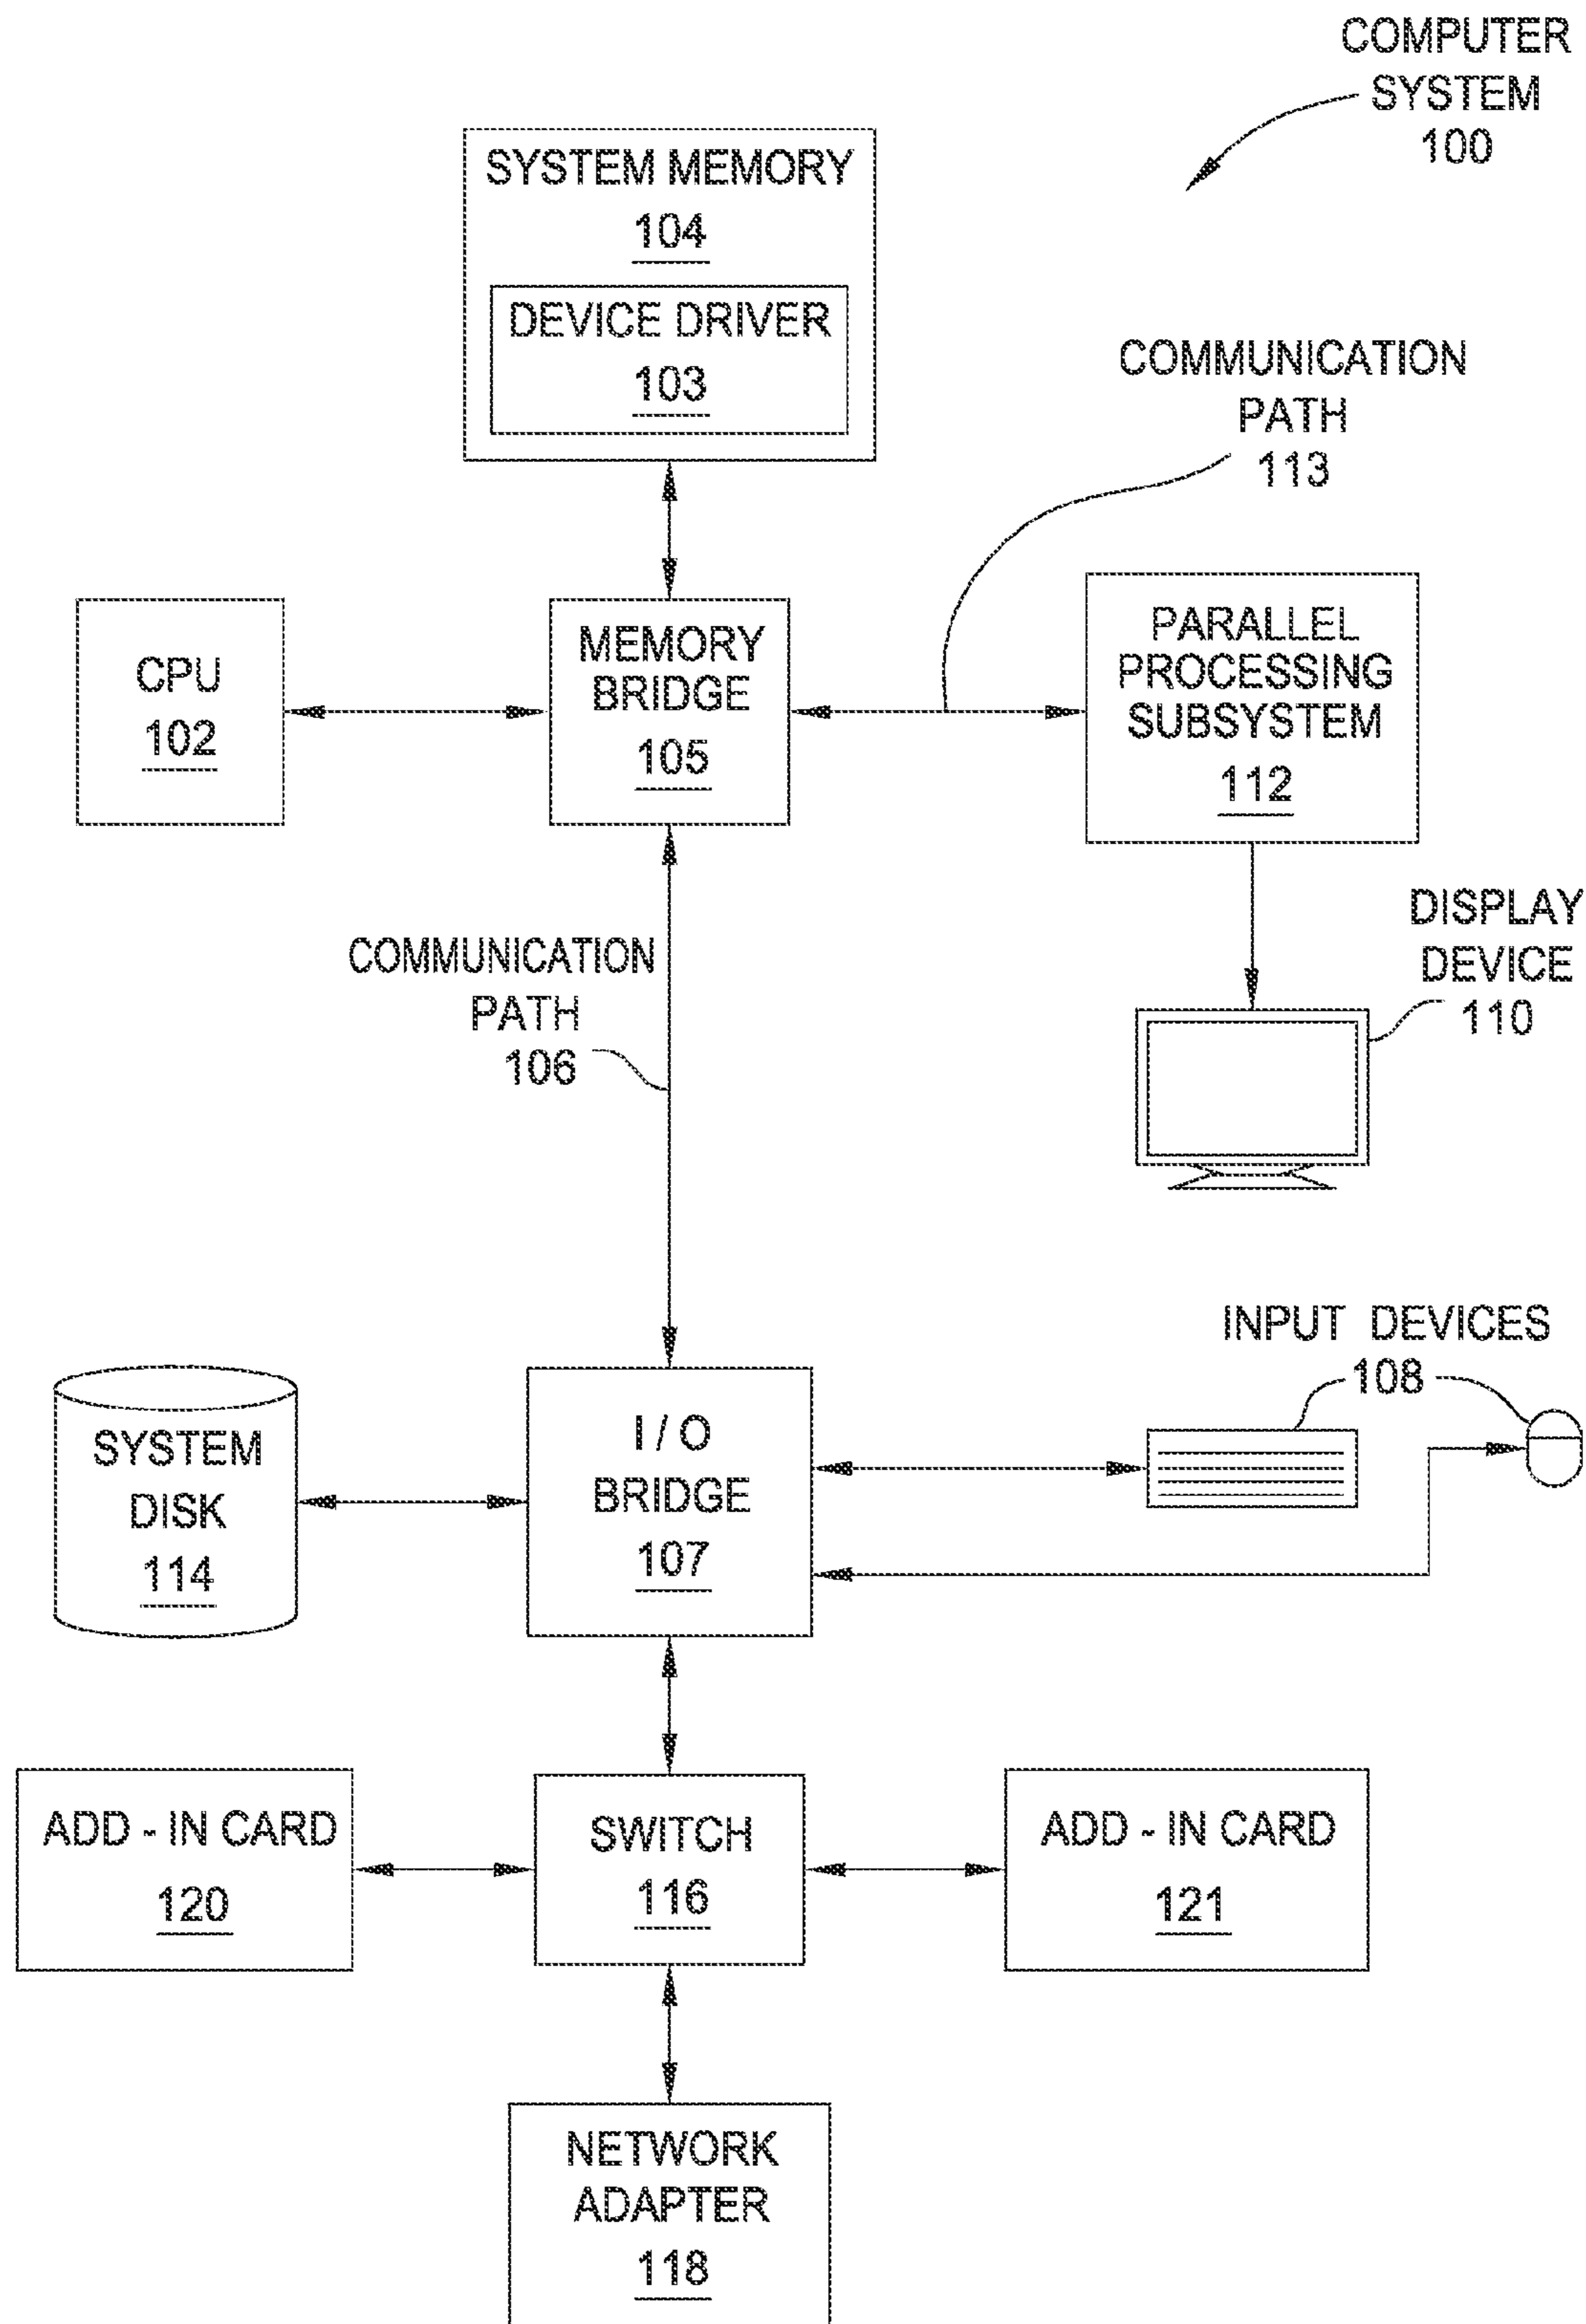 COMPUTER
SYSTEM
100
SYSTEM MEMORY
104
DEVICE DRIVER
103
COMMUNICATION
PATH
113
CPU
102
MEMORY
BRIDGE
105
PARALLEL
PROCESSING
SUBSYSTEM
112
COMMUNICATION
PATH
106
DISPLAY
DEVICE
110
INPUT DEVICES
108
SYSTEM
DISK
114
I / O
BRIDGE
107
ADD - IN CARD
120
SWITCH
116
ADD - IN CARD
121
NETWORK
ADAPTER
118